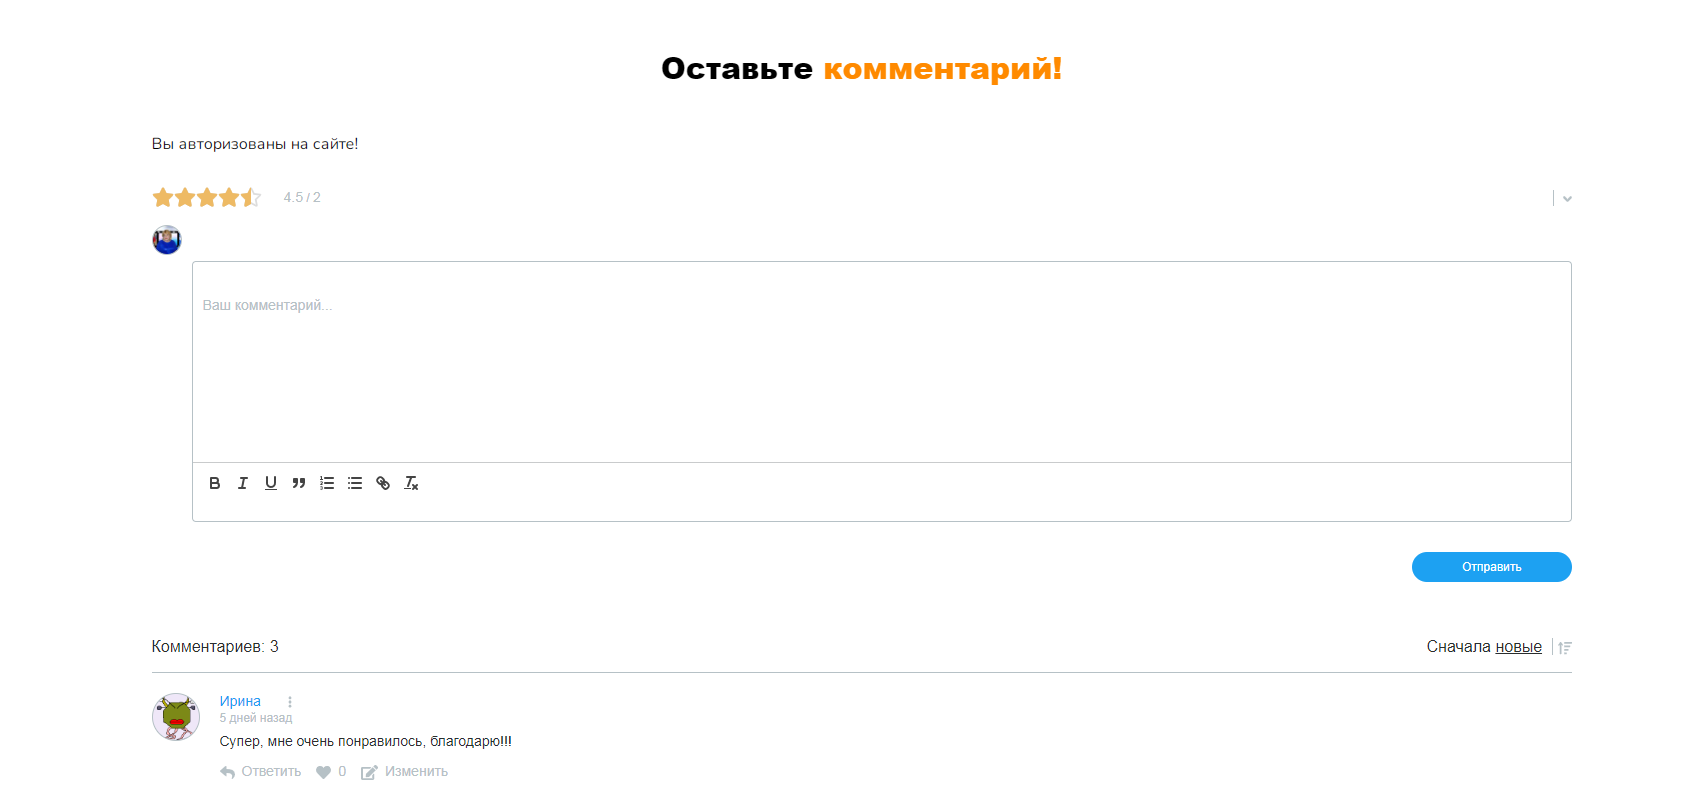 Оставьте комментарий!
Вы авторизованы на сайте!
4.5 / 2
Ваш комментарий...
Отправить
Комментариев: 3
Сначала новые
Ирина
5 дней назад
Супер, мне очень понравилось, благодарю!!!
Ответить 0 Изменить